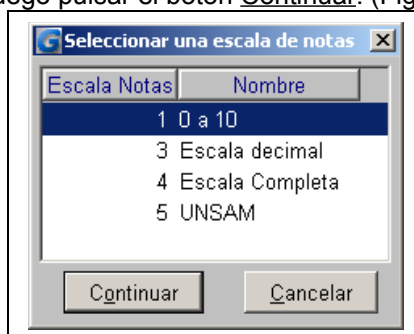 pulsar el botón Continuar. (Fig
Seleccionar una escala de notas
Escala Notas Nombre
1 0 a 10
3 Escala decimal
4 Escala Completa
5 UNSAM
Continuar Cancelar